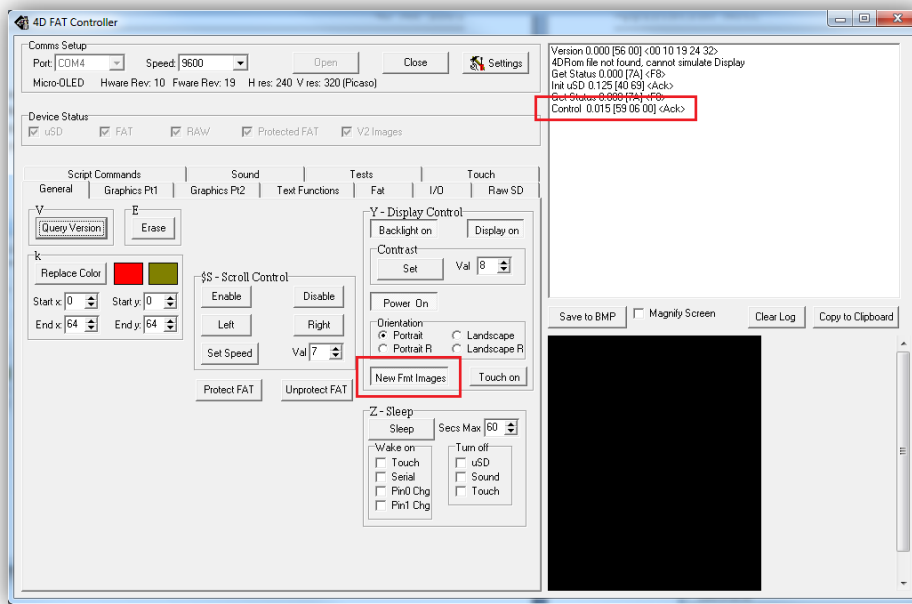 4D FAT Controller
Comms Setup
Port: COM4 Speed: 9600 Open Close Settings
Micro-OLED Hware Rev: 10 Fware Rev: 19 H res: 240 V res: 320 (Picaso)
Device Status
uSD FAT RAW Protected FAT V2 Images
Script Commands Sound Tests Touch
General Graphics Pt1 Graphics Pt2 Text Functions Fat I/O Raw SD
V
Query Version
E
Erase
k
Replace Color
Start x: 0 Start y: 0
End x: 64 End y: 64
$S - Scroll Control
Enable Disable
Left Right
Set Speed Val 7
Protect FAT Unprotect FAT
Y - Display Control
Backlight on Display on
Contrast
Set Val 8
Power On
Orientation
Portrait Landscape
Portrait R Landscape R
New Fmt Images Touch on
Z - Sleep
Sleep Secs Max 60
Wake on
Touch
Serial
Pin0 Chg
Pin1 Chg
Turn off
uSD
Sound
Touch
Version 0.000 [56 00] <00 10 19 24 32>
4DRom file not found, cannot simulate Display
Get Status 0.000 [7A] <F8>
Init uSD 0.125 [40 69] <Ack>
Get Status 0.000 [7A] <F8>
Control 0.015 [59 06 00] <Ack>
Save to BMP Magnify Screen Clear Log Copy to Clipboard